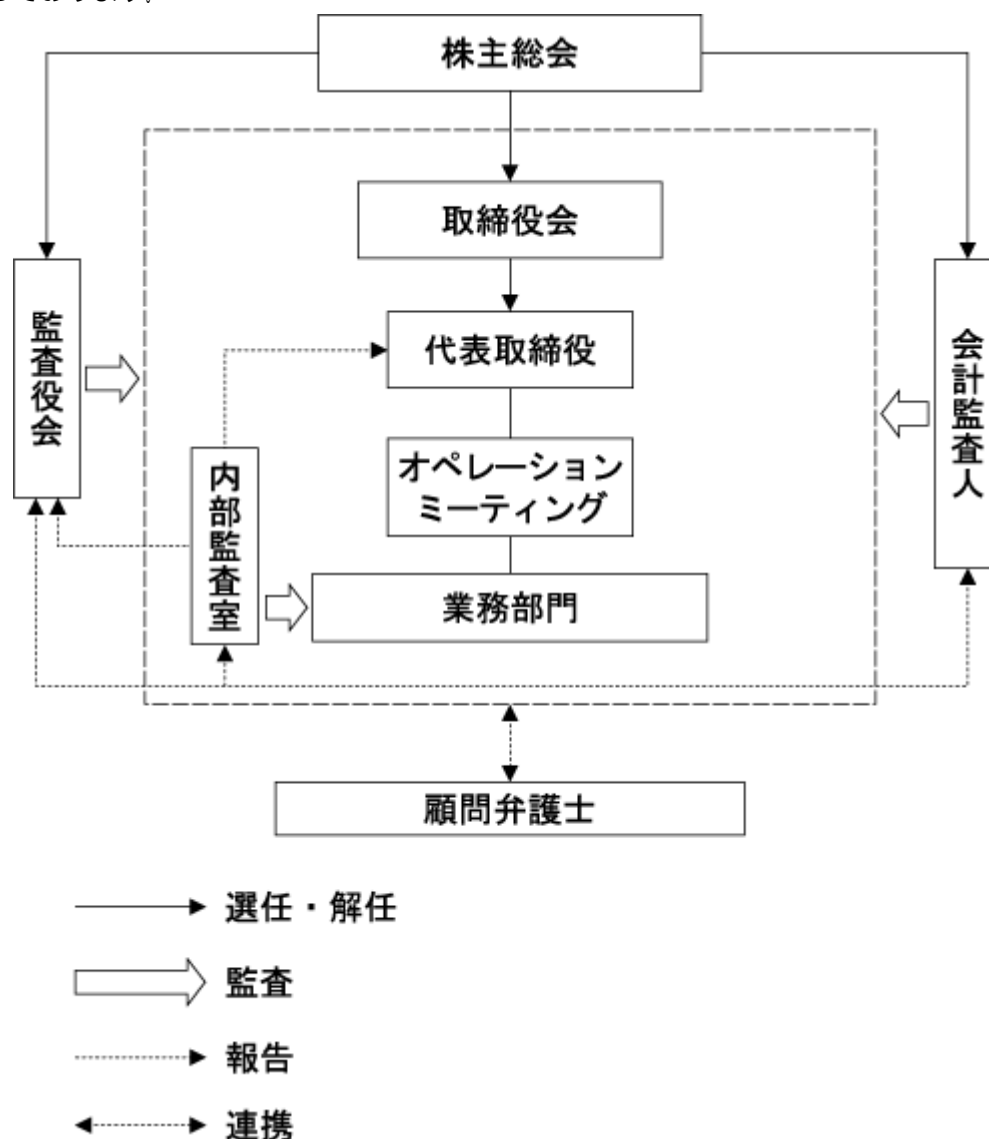 株主総会
取締役会
代表取締役
監査役会
会計監査人
オペレーション
ミーティング
内部監査室
業務部門
顧問弁護士
選任・解任
監査
報告
連携